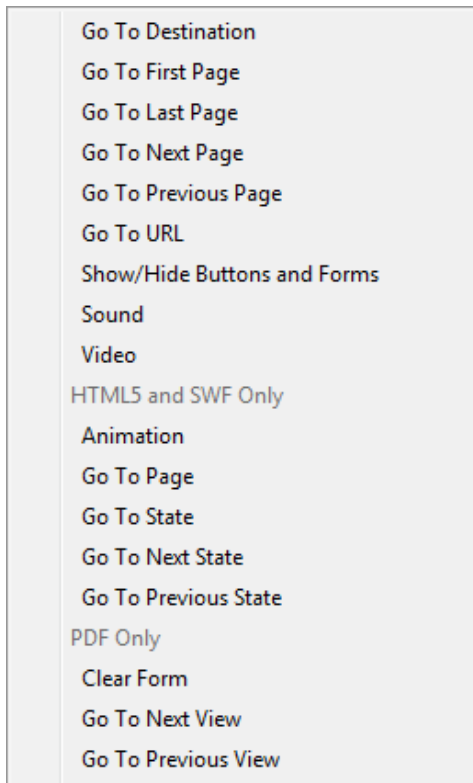 Go To Destination
Go To First Page
Go To Last Page
Go To Next Page
Go To Previous Page
Go To URL
Show/Hide Buttons and Forms
Sound
Video
HTML5 and SWF Only
Animation
Go To Page
Go To State
Go To Next State
Go To Previous State
PDF Only
Clear Form
Go To Next View
Go To Previous View